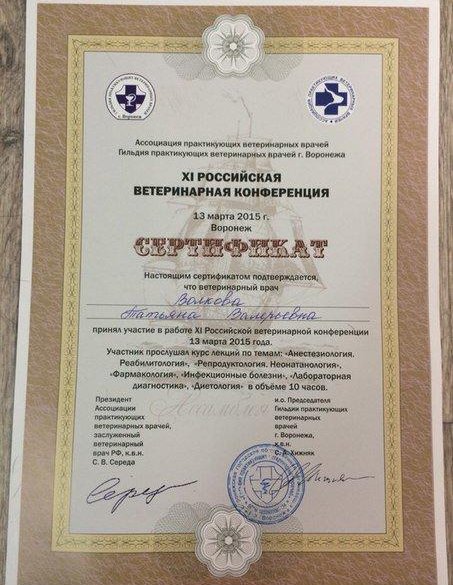 Ассоциация практикующих ветеринарных врачей
Гильдия практикующих ветеринарных врачей г. Воронежа
XI РОССИЙСКАЯ
ВЕТЕРИНАРНАЯ КОНФЕРЕНЦИЯ
13 марта 2015 г.
Воронеж
СЕРТИФИКАТ
Настоящим сертификатом подтверждается,
что ветеринарный врач
Волкова
Татьяна Валерьевна
принял участие в работе XI Российской ветеринарной конференции
13 марта 2015 года.
Участник прослушал курс лекций по темам: «Анестезиология.
Реабилитология», «Репродуктология. Неонатанология»,
«Фармакология», «Инфекционные болезни», «Лабораторная
диагностика», «Диетология» в объёме 10 часов.
Президент
Ассоциации
практикующих
ветеринарных врачей,
заслуженный
ветеринарный
врач РФ, к.в.н.
С. В. Середа
и.о. Председателя
Гильдии практикующих
ветеринарных
врачей
г. Воронежа,
к.в.н.
С. А. Хижняк